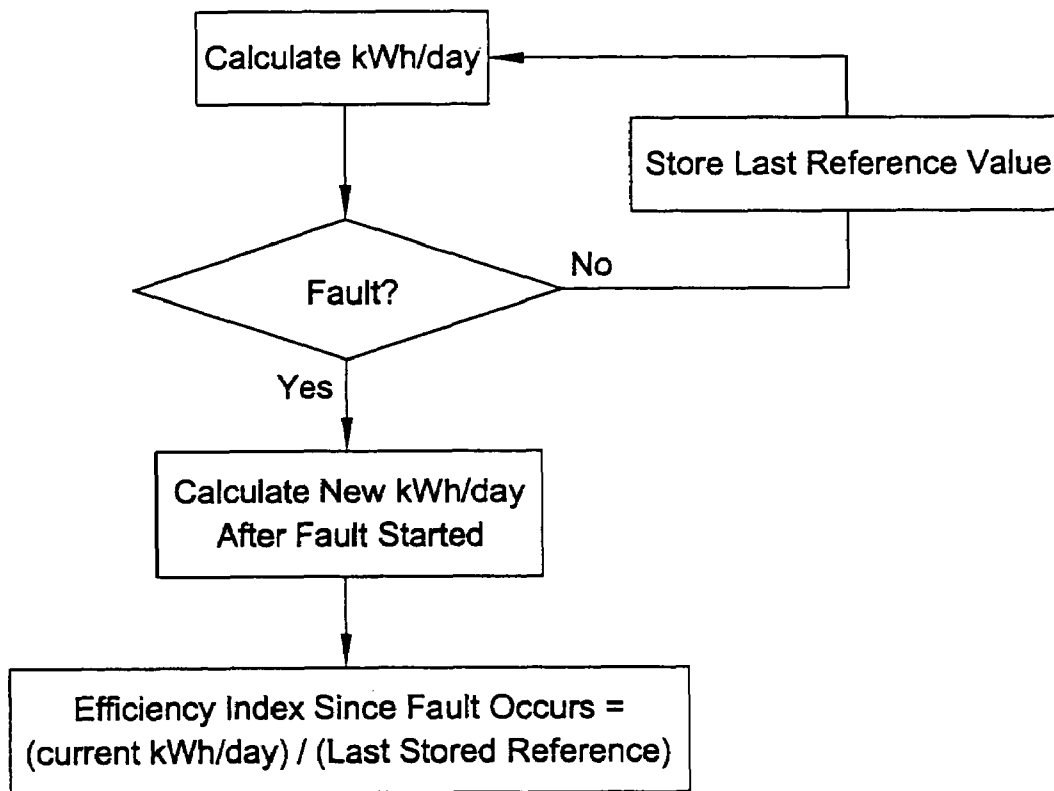 Calculate kWh/day
Store Last Reference Value
No
Fault?
Yes
Calculate New kWh/day
After Fault Started
Efficiency Index Since Fault Occurs =
(current kWh/day) / (Last Stored Reference)